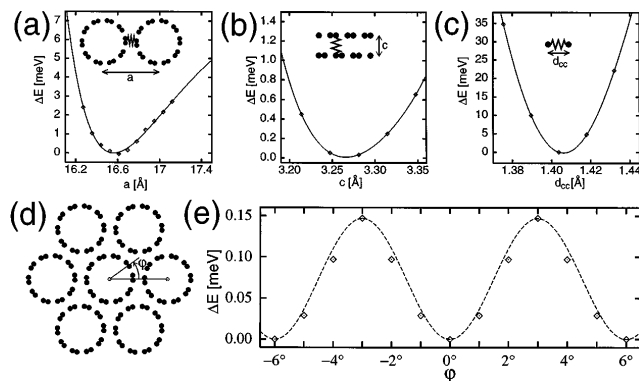 (a)
ΔE [meV]
7
6
5
4
3
2
1
0
16.2 16.6 17 17.4
a [Å]
a
(b)
ΔE [meV]
1.4
1.2
1.0
0.8
0.6
0.4
0.2
0.0
3.20 3.25 3.30 3.35
c [Å]
c
(c)
ΔE [meV]
35
30
25
20
15
10
5
0
1.38 1.40 1.42 1.44
dcc[Å]
dcc
(d)
φ
(e)
ΔE [meV]
0.15
0.10
0.05
0.00
−6° −4° −2° 0° 2° 4° 6°
φ